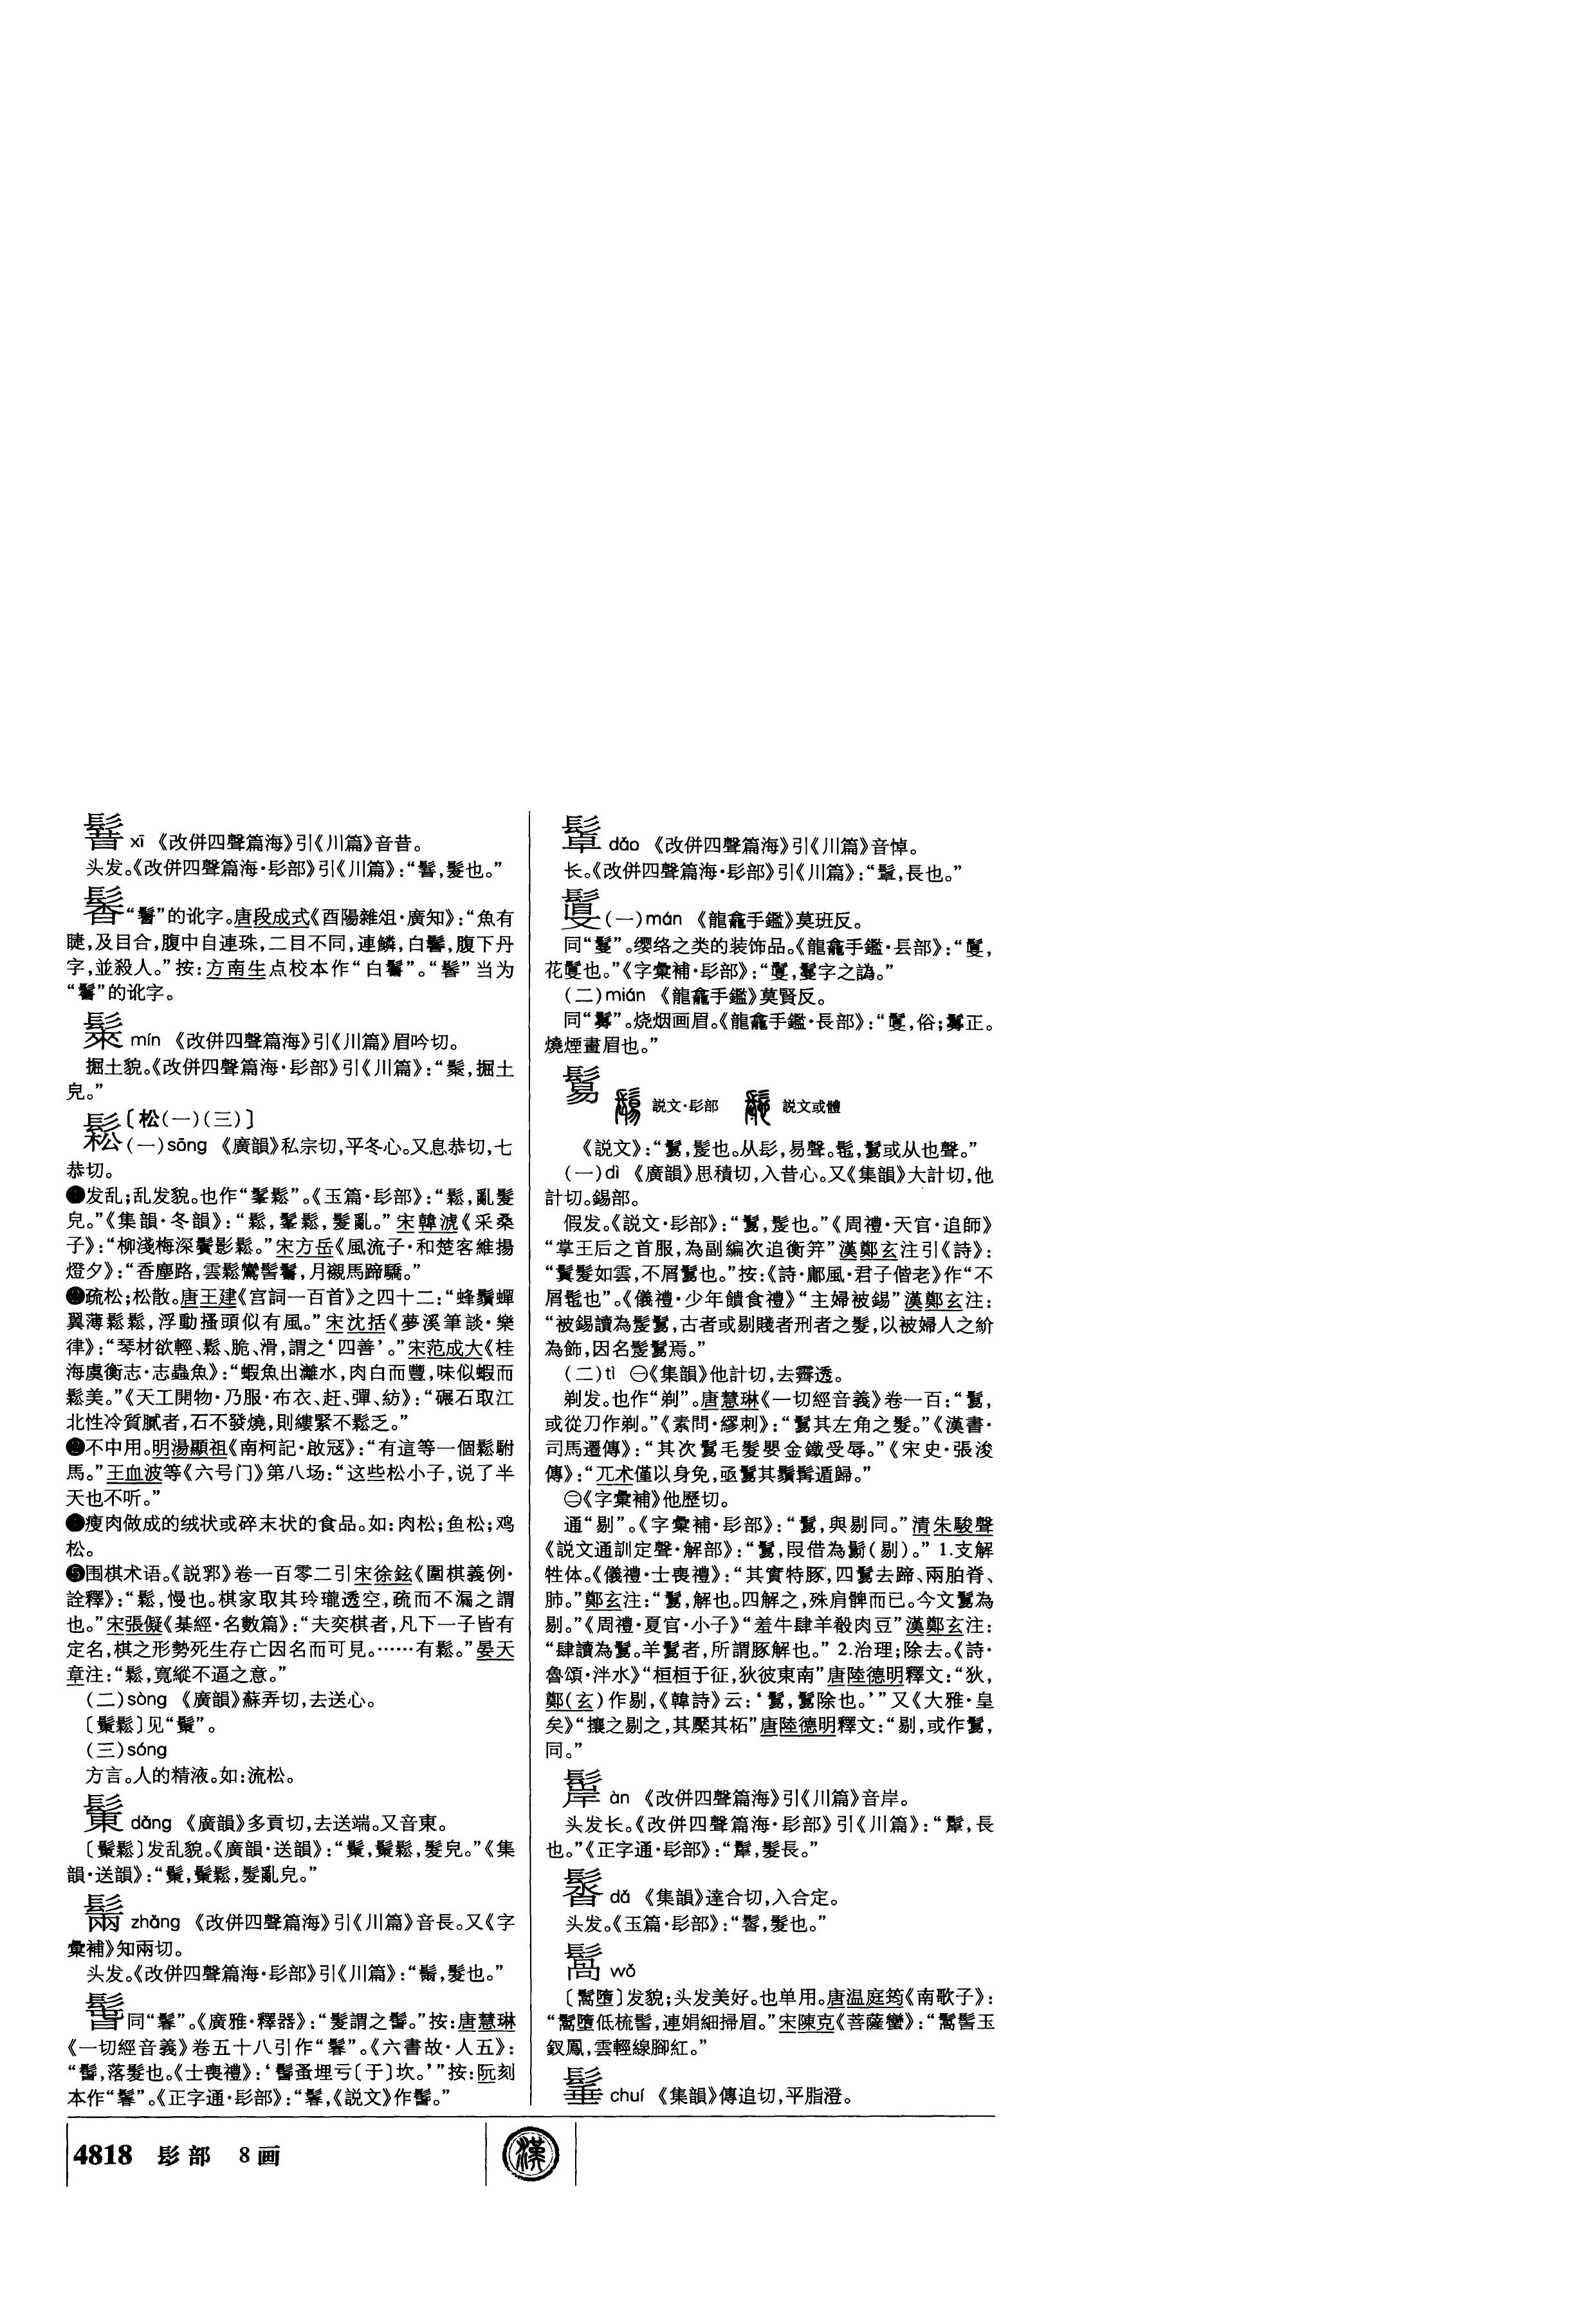 xī 《改併四聲篇海》引《川篇》音昔。
头发。《改併四聲篇海·髟部》引《川篇》：“，髮也。”
“鬐”的讹字。唐段成式《酉陽雜俎·廣知》：“魚有
睫，及目合，腹中自連珠，二目不同，連鱗，白鬐，腹下丹
字，並殺人。”按：方南生点校本作“白鬐”。“”当为
“鬐”的讹字。
mín 《改併四聲篇海》引《川篇》眉吟切。
掘土貌。《改併四聲篇海·髟部》引《川篇》：“，掘土
皃。”
鬆〔松(一)(三)〕
(一)sōng 《廣韻》私宗切，平冬心。又息恭切，七
恭切。
❶发乱；乱发貌。也作“鬔鬆”。《玉篇·髟部》：“鬆，亂髮
皃。”《集韻·冬韻》：“鬆，鬔鬆，髮亂。”宋韓淲《采桑
子》：“柳淺梅深鬢影鬆。”宋方岳《風流子·和楚客維揚
燈夕》：“香塵路，雲鬆鸞髻鬌，月襯馬蹄驕。”
❷疏松；松散。唐王建《宫詞一百首》之四十二：“蜂鬚蟬
翼薄鬆鬆，浮動搔頭似有風。”宋沈括《夢溪筆談·樂
律》：“琴材欲輕、鬆、脆、滑，謂之‘四善’。”宋范成大《桂
海虞衡志·志蟲魚》：“蝦魚出灕水，肉白而豐，味似蝦而
鬆美。”《天工開物·乃服·布衣、赶、彈、紡》：“碾石取江
北性冷質膩者，石不發燒，則縷緊不鬆乏。”
❸不中用。明湯顯祖《南柯記·啟寇》：“有這等一個鬆駙
馬。”王血波等《六号门》第八场：“这些松小子，说了半
天也不听。”
❹瘦肉做成的绒状或碎末状的食品。如：肉松；鱼松；鸡
松。
❺围棋术语。《説郛》卷一百零二引宋徐鉉《圍棋義例·
詮釋》：“鬆，慢也。棋家取其玲瓏透空，疏而不漏之謂
也。”宋張儗《棊經·名數篇》：“夫奕棋者，凡下一子皆有
定名，棋之形勢死生存亡因名而可見。……有鬆。”晏天
章注：“鬆，寬縱不逼之意。”
(二)sòng 《廣韻》蘇弄切，去送心。
〔鬆〕见“”。
(三)sóng
方言。人的精液。如：流松。
dǎng 《廣韻》多貢切，去送端。又音東。
〔鬆〕发乱貌。《廣韻·送韻》：“，鬆，髮皃。”《集
韻·送韻》：“，鬆，髮亂皃。”
zhǎng 《改併四聲篇海》引《川篇》音長。又《字
彙補》知兩切。
头发。《改併四聲篇海·髟部》引《川篇》：“，髮也。”
同“鬊”。《廣雅·釋器》：“髮謂之。”按：唐慧琳
《一切經音義》卷五十八引作“鬊”。《六書故·人五》：
“，落髮也。《士喪禮》：‘蚤埋亏〔于〕坎。’”按：阮刻
本作“鬊”。《正字通·髟部》：“鬊，《説文》作。”
dǎo 《改併四聲篇海》引《川篇》音悼。
长。《改併四聲篇海·髟部》引《川篇》：“，長也。”
(一)mán 《龍龕手鑑》莫班反。
同“鬘”。缨络之类的装饰品。《龍龕手鑑·镸部》：“，
花也。”《字彙補·髟部》：“，鬘字之譌。”
(二)mián 《龍龕手鑑》莫賢反。
同“”。烧烟画眉。《龍龕手鑑·長部》：“，俗；正。
燒煙畫眉也。”
鬄 説文·髟部 説文或體
《説文》：“鬄，髲也。从髟，易聲。髢，鬄或从也聲。”
(一)dì 《廣韻》思積切，入昔心。又《集韻》大計切，他
計切。錫部。
假发。《説文·髟部》：“鬄，髲也。”《周禮·天官·追師》
“掌王后之首服，為副編次追衡笄”漢鄭玄注引《詩》：
“鬒髮如雲，不屑鬄也。”按：《詩·鄘風·君子偕老》作“不
屑髢也”。《儀禮·少年饋食禮》“主婦被錫”漢鄭玄注：
“被錫讀為髲鬄，古者或剔賤者刑者之髮，以被婦人之紒
為飾，因名髲鬄焉。”
(二)tì ㊀《集韻》他計切，去霽透。
剃发。也作“剃”。唐慧琳《一切經音義》卷一百：“鬄，
或從刀作剃。”《素問·繆刺》：“鬄其左角之髮。”《漢書·
司馬遷傳》：“其次鬄毛髮嬰金鐵受辱。”《宋史·張浚
傳》：“兀术僅以身免，亟鬄其鬚髯遁歸。”
㊁《字彙補》他歷切。
通“剔”。《字彙補·髟部》：“鬄，與剔同。”清朱駿聲
《説文通訓定聲·解部》：“鬄，叚借為鬀(剔)。” 1.支解
牲体。《儀禮·士喪禮》：“其實特豚，四鬄去蹄、兩胉脊、
肺。”鄭玄注：“鬄，解也。四解之，殊肩髀而已。今文鬄為
剔。”《周禮·夏官·小子》“羞牛肆羊殽肉豆”漢鄭玄注：
“肆讀為鬄。羊鬄者，所謂豚解也。” 2.治理；除去。《詩·
魯頌·泮水》“桓桓于征，狄彼東南”唐陸德明釋文：“狄，
鄭(玄)作剔，《韓詩》云：‘鬄，鬄除也。’”又《大雅·皇
矣》“攘之剔之，其檿其柘”唐陸德明釋文：“剔，或作鬄，
同。”
àn 《改併四聲篇海》引《川篇》音岸。
头发长。《改併四聲篇海·髟部》引《川篇》：“，長
也。”《正字通·髟部》：“，髮長。”
dá 《集韻》達合切，入合定。
头发。《玉篇·髟部》：“，髮也。”
wǒ
〔墮〕发貌；头发美好。也单用。唐温庭筠《南歌子》：
“墮低梳髻，連娟細掃眉。”宋陳克《菩薩蠻》：“髻玉
釵鳳，雲輕線腳紅。”
chuí 《集韻》傳追切，平脂澄。
4818 髟部 8画
漢